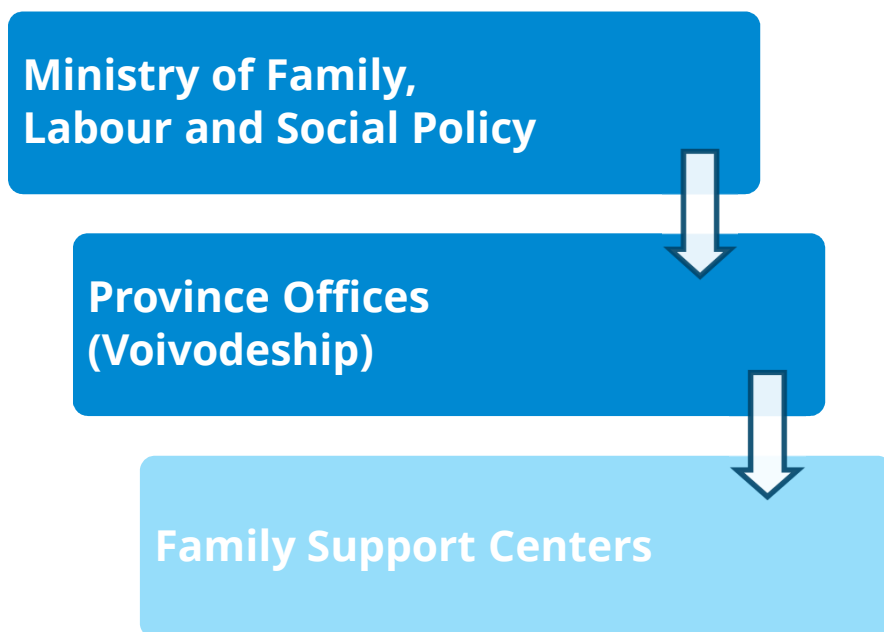 Ministry of Family,
Labour and Social Policy
Province Offices
(Voivodeship)
Family Support Centers